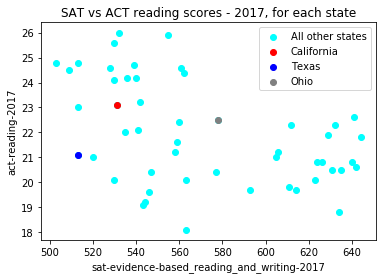 SAT vs ACT reading scores - 2017, for each state
All other states
California
Texas
Ohio
act-reading-2017
26
25
24
23
22
21
20
19
18
500 520 540 560 580 600 620 640
sat-evidence-based_reading_and_writing-2017